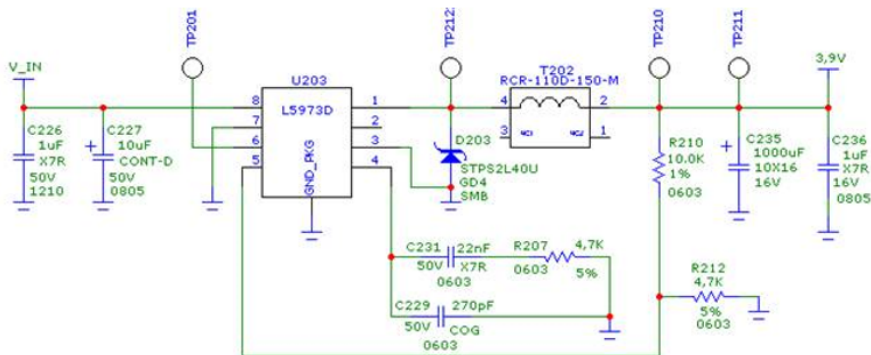 TP201
TP212
TP210
TP211
V_IN
U203
T202
RCR-110D-150-M
3,9V
L5973D
8
7
6
5
1
2
3
4
GND_PKG
4
2
3
1
NC1
NC2
C226
1uF
X7R
50V
1210
C227
+
10uF
CONT-D
50V
0805
D203
STPS2L40U
GD4
SMB
R210
10.0K
1%
0603
C235
+
1000uF
10X16
16V
C236
1uF
X7R
16V
0805
C231
22nF
50V
X7R
0603
R207
4,7K
0603
5%
C229
270pF
50V
COG
0603
R212
4,7K
5%
0603